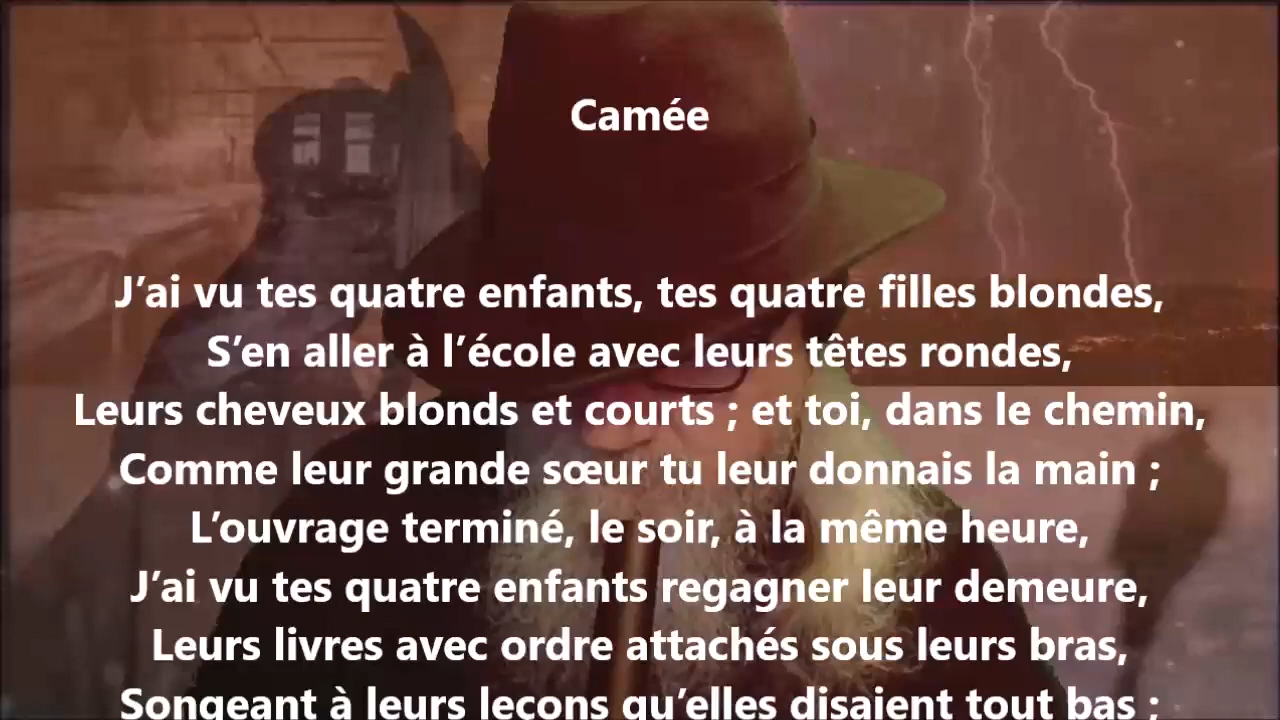 Camée
J’ai vu tes quatre enfants, tes quatre filles blondes,
S’en aller à l’école avec leurs têtes rondes,
Leurs cheveux blonds et courts ; et toi, dans le chemin,
Comme leur grande sœur tu leur donnais la main ;
L’ouvrage terminé, le soir, à la même heure,
J’ai vu tes quatre enfants regagner leur demeure,
Leurs livres avec ordre attachés sous leurs bras,
Songeant à leurs leçons qu’elles disaient tout bas ;